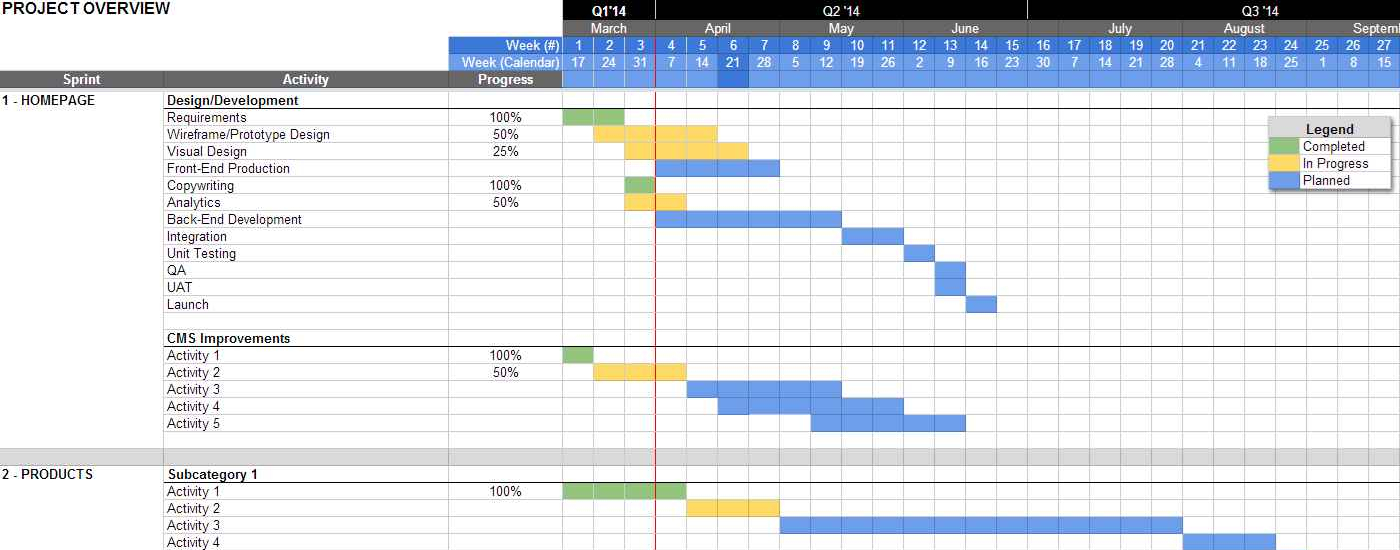 PROJECT OVERVIEW Q1'14 Q2 '14 Q3 '14
March April May June July August Septem
Week (#) 1 2 3 4 5 6 7 8 9 10 11 12 13 14 15 16 17 18 19 20 21 22 23 24 25 26 27
Week (Calendar) 17 24 31 7 14 21 28 5 12 19 26 2 9 16 23 30 7 14 21 28 4 11 18 25 1 8 15
Sprint Activity Progress
1 - HOMEPAGE Design/Development
Requirements 100%
Wireframe/Prototype Design 50%
Visual Design 25%
Front-End Production
Copywriting 100%
Analytics 50%
Back-End Development
Integration
Unit Testing
QA
UAT
Launch
CMS Improvements
Activity 1 100%
Activity 2 50%
Activity 3
Activity 4
Activity 5
2 - PRODUCTS Subcategory 1
Activity 1 100%
Activity 2
Activity 3
Activity 4
Legend
Completed
In Progress
Planned